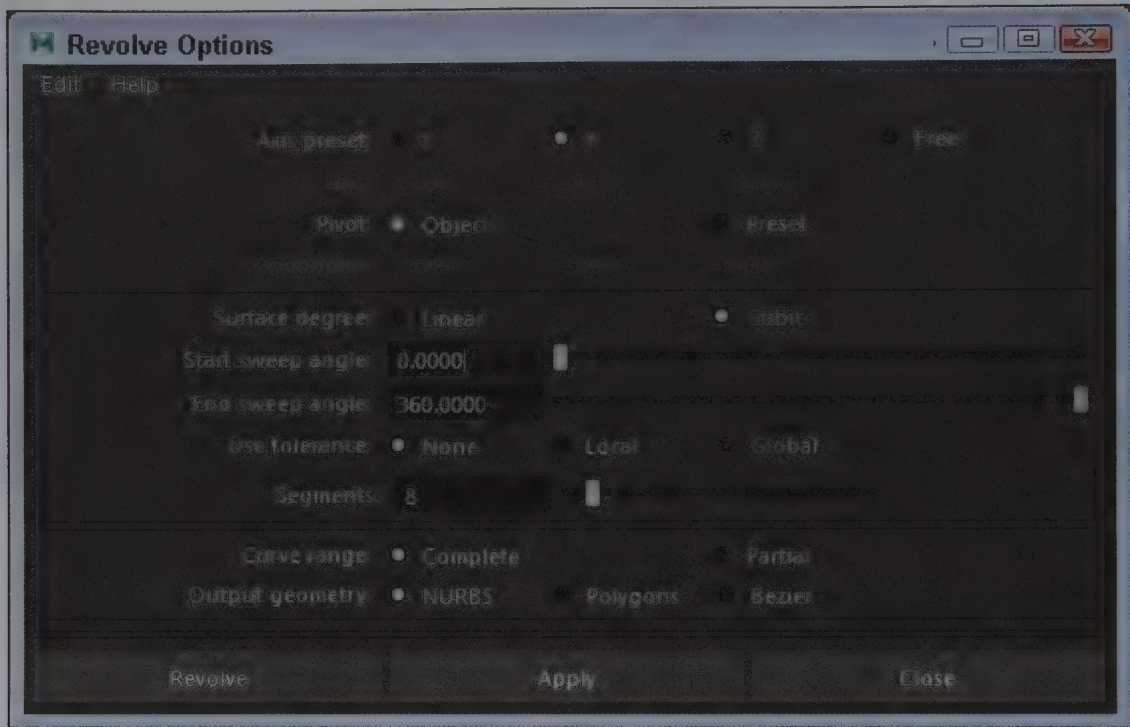 Revolve Options
Edit Help
Axis preset X Y Z Free
Pivot Object Preset
Surface degree Linear Cubic
Start sweep angle 0.0000
End sweep angle 360.0000
Use tolerance None Local Global
Segments 8
Curve range Complete Partial
Output geometry NURBS Polygons Bezier
Revolve Apply Close